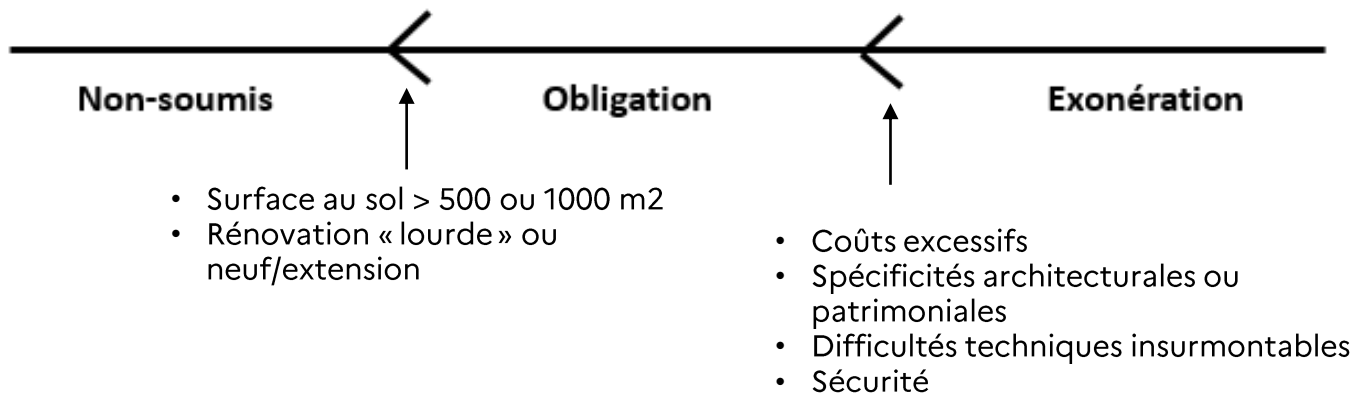 Non-soumis
Obligation
Exonération
• Surface au sol > 500 ou 1000 m2
• Rénovation « lourde » ou
neuf/extension
• Coûts excessifs
• Spécificités architecturales ou
patrimoniales
• Difficultés techniques insurmontables
• Sécurité